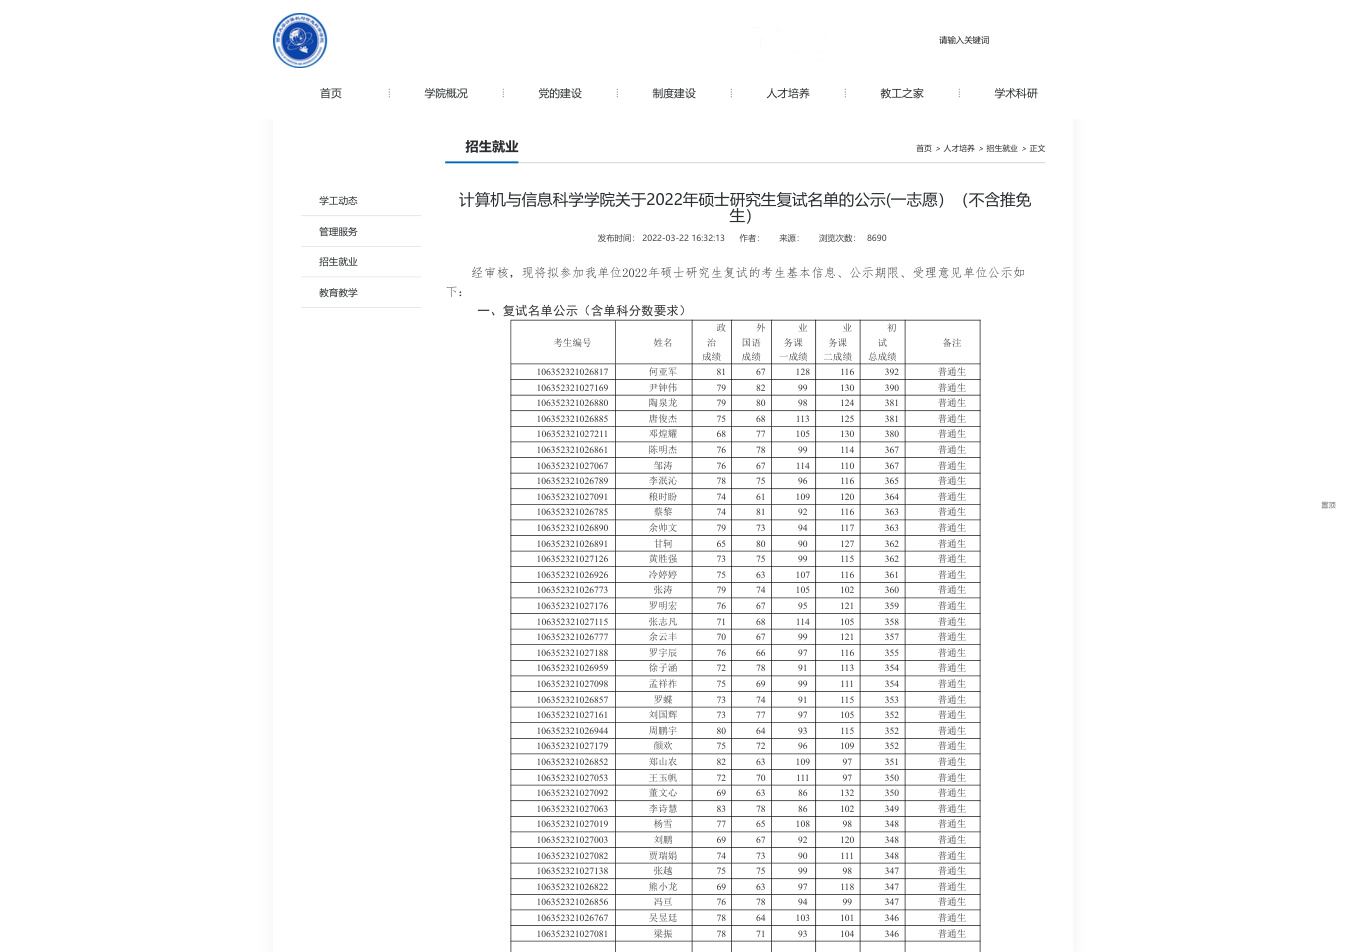 请输入关键词
首页 学院概况 党的建设 制度建设 人才培养 教工之家 学术科研
招生就业
首页 > 人才培养 > 招生就业 > 正文
学工动态
管理服务
招生就业
教育教学
计算机与信息科学学院关于2022年硕士研究生复试名单的公示(一志愿）（不含推免
生）
发布时间： 2022-03-22 16:32:13 作者： 来源： 浏览次数： 8690
经审核，现将拟参加我单位2022年硕士研究生复试的考生基本信息、公示期限、受理意见单位公示如
下：
一、复试名单公示（含单科分数要求）
考生编号 姓名 政治成绩 外国语成绩 业务课一成绩 业务课二成绩 初试总成绩 备注
106352321026817 何亚军 81 67 128 116 392 普通生
106352321027169 尹钟伟 79 82 99 130 390 普通生
106352321026880 陶泉龙 79 80 98 124 381 普通生
106352321026885 唐俊杰 75 68 113 125 381 普通生
106352321027211 邓煌耀 68 77 105 130 380 普通生
106352321026861 陈明杰 76 78 99 114 367 普通生
106352321027067 邹涛 76 67 114 110 367 普通生
106352321026789 李泯沁 78 75 96 116 365 普通生
106352321027091 稂时盼 74 61 109 120 364 普通生
106352321026785 蔡黎 74 81 92 116 363 普通生
106352321026890 余帅文 79 73 94 117 363 普通生
106352321026891 甘轲 65 80 90 127 362 普通生
106352321027126 黄胜强 73 75 99 115 362 普通生
106352321026926 冷婷婷 75 63 107 116 361 普通生
106352321026773 张涛 79 74 105 102 360 普通生
106352321027176 罗明宏 76 67 95 121 359 普通生
106352321027115 张志凡 71 68 114 105 358 普通生
106352321026777 余云丰 70 67 99 121 357 普通生
106352321027188 罗宇辰 76 66 97 116 355 普通生
106352321026959 徐子涵 72 78 91 113 354 普通生
106352321027098 孟祥祚 75 69 99 111 354 普通生
106352321026857 罗蝶 73 74 91 115 353 普通生
106352321027161 刘国辉 73 77 97 105 352 普通生
106352321026944 周鹏宇 80 64 93 115 352 普通生
106352321027179 颜欢 75 72 96 109 352 普通生
106352321026852 郑山农 82 63 109 97 351 普通生
106352321027053 王玉帆 72 70 111 97 350 普通生
106352321027092 董文心 69 63 86 132 350 普通生
106352321027063 李诗慧 83 78 86 102 349 普通生
106352321027019 杨雪 77 65 108 98 348 普通生
106352321027003 刘鹏 69 67 92 120 348 普通生
106352321027082 贾瑞娟 74 73 90 111 348 普通生
106352321027138 张越 75 75 99 98 347 普通生
106352321026822 熊小龙 69 63 97 118 347 普通生
106352321026856 冯亘 76 78 94 99 347 普通生
106352321026767 吴昱廷 78 64 103 101 346 普通生
106352321027081 梁振 78 71 93 104 346 普通生
置顶